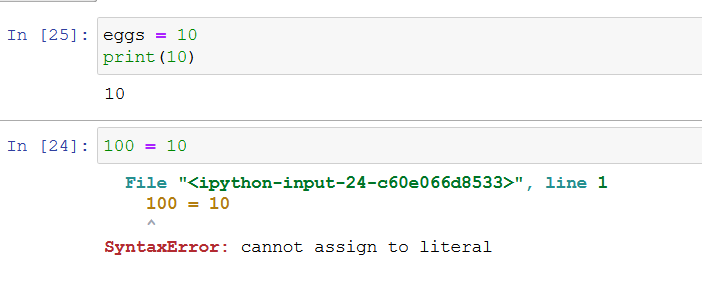 In [25]: eggs = 10
print(10)
10
In [24]: 100 = 10
File "<ipython-input-24-c60e066d8533>", line 1
100 = 10
^
SyntaxError: cannot assign to literal